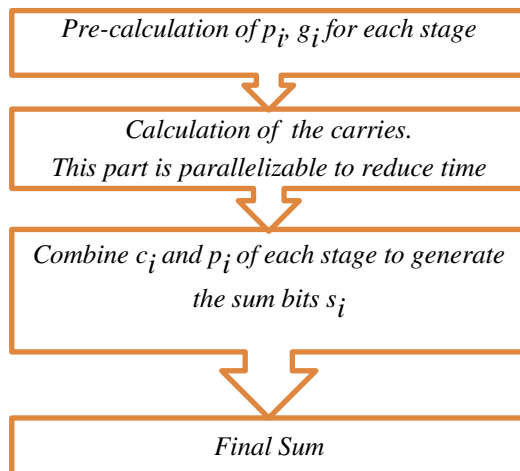 Pre-calculation of pi, gi for each stage
Calculation of the carries.
This part is parallelizable to reduce time
Combine ci and pi of each stage to generate
the sum bits si
Final Sum